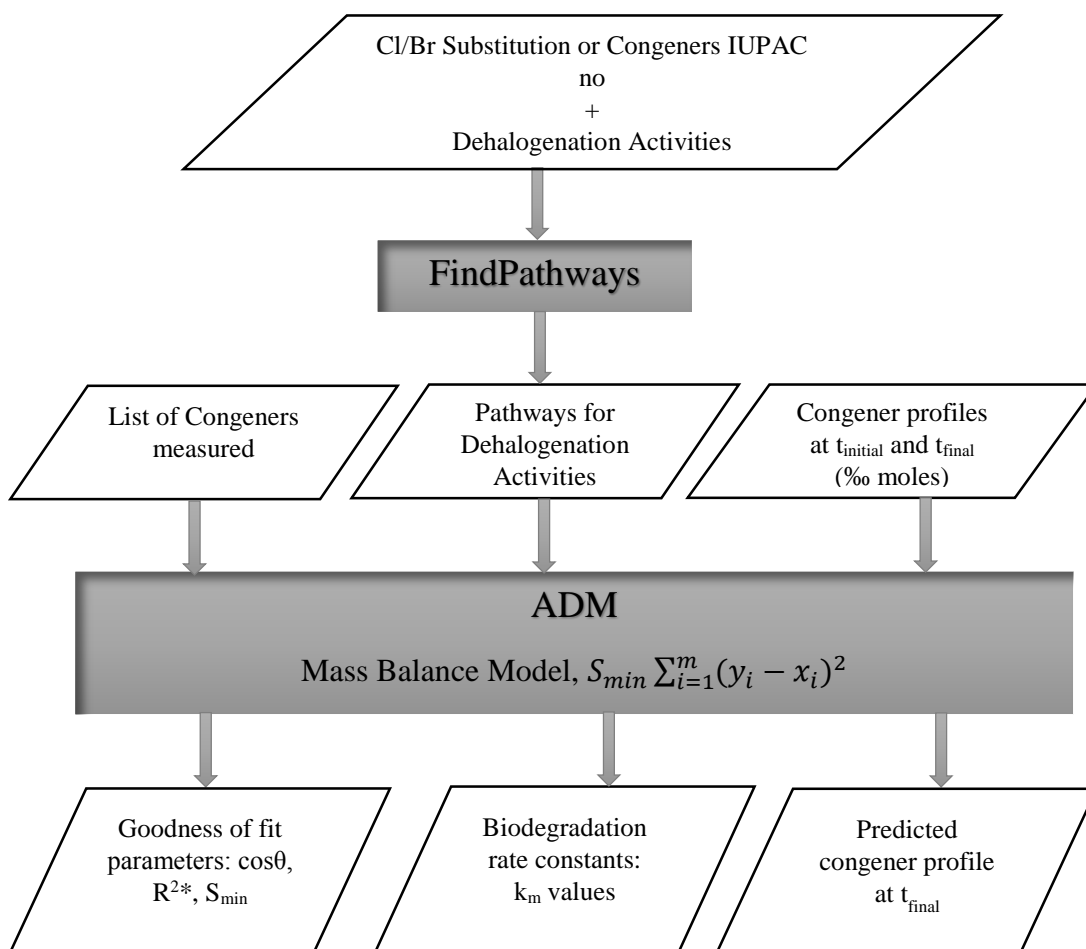 Cl/Br Substitution or Congeners IUPAC
no
+
Dehalogenation Activities
FindPathways
List of Congeners
measured
Pathways for
Dehalogenation
Activities
Congener profiles
at t_initial and t_final
(‰ moles)
ADM
Mass Balance Model, S_min ∑_{i=1}^{m}(y_i − x_i)^2
Goodness of fit
parameters: cosθ,
R^{2*}, S_min
Biodegradation
rate constants:
k_m values
Predicted
congener profile
at t_final